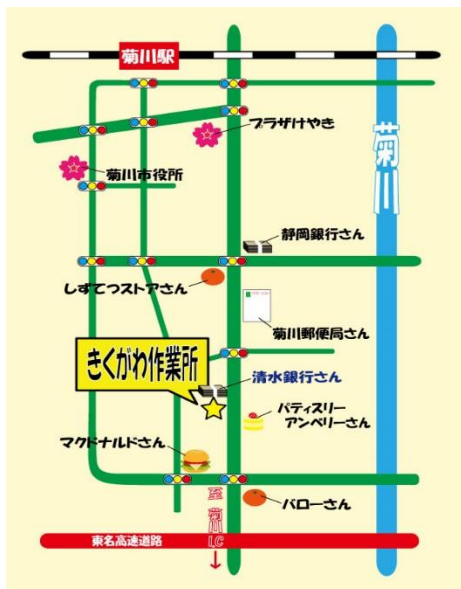 菊川駅
プラザけやき
菊川
菊川市役所
静岡銀行さん
しずてつストアさん
菊川郵便局さん
きくがわ作業所
清水銀行さん
パティスリー
アンベリーさん
マクドナルドさん
バローさん
至菊川I.C
東名高速道路